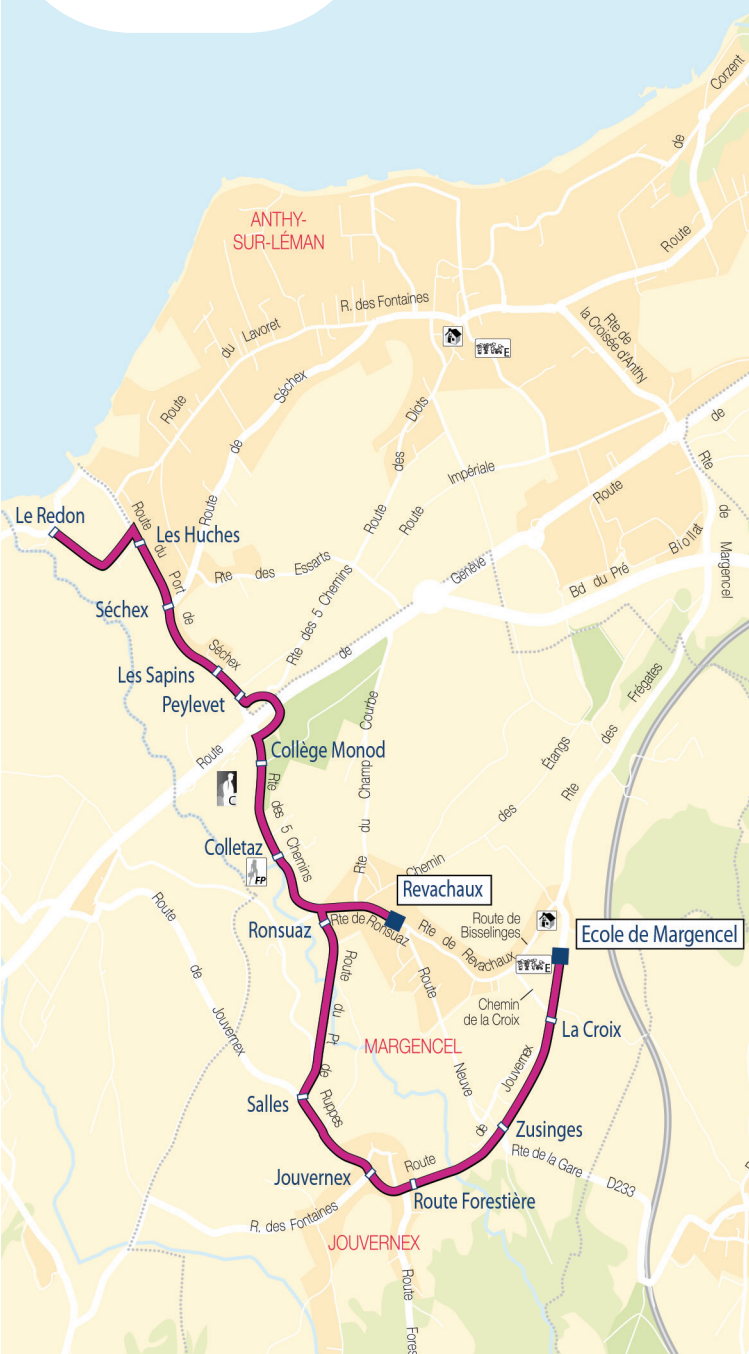 Corzent
de
Route
ANTHY-
SUR-LÉMAN
R. des Fontaines
Rte de
la Croisée d'Anthy
Route du Lavoret
Route de Séchex
E
Route des Diots
Impériale
Route
de
Route
Rte de Margencel
Le Redon
Route du Port de Séchex
Les Huches
Rte des Essarts
Genève
Bd du Pré Biollat
Séchex
Rte des 5 Chemins
de
Les Sapins
Peylevet
Rte des Frégates
Route
Collège Monod
Rte du Champ Courbe
Étangs
des
Chemin
C
Rte des 5 Chemins
Colletaz
FP
Revachaux
Route de
Bisselinges
Ronsuaz
Rte de Ronsuaz
Rte de Revachaux
Ecole de Margencel
E
Route de Jouvernex
Route du Pt de Ruppes
Route Neuve
Chemin
de la Croix
La Croix
MARGENCEL
Salles
Route de Jouvernex
Zusinges
Rte de la Gare
D233
Jouvernex
Route Forestière
R. des Fontaines
JOUVERNEX
Route
Fores